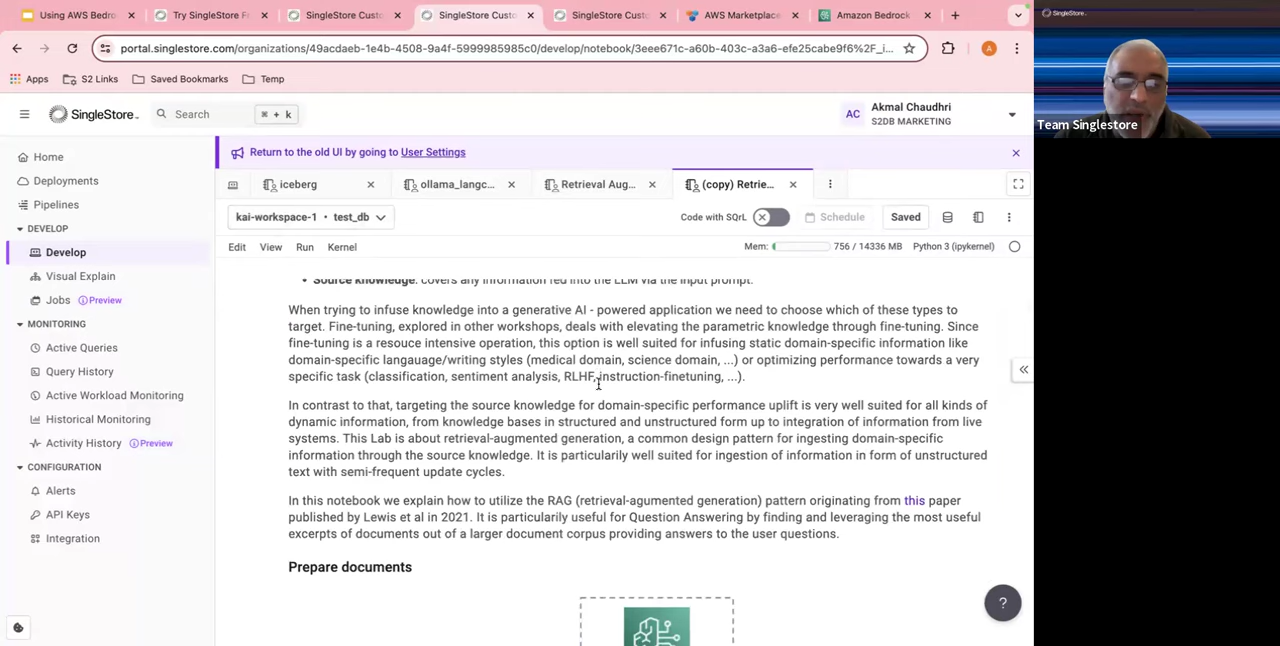 Using AWS Bedro
Try SingleStore Fr
SingleStore Custo
SingleStore Custo
SingleStore Custo
AWS Marketplace
Amazon Bedrock
portal.singlestore.com/organizations/49acdaeb-1e4b-4508-9a4f-5999985985c0/develop/notebook/3eee671c-a60b-403c-a3a6-efe25cabe9f6%2F_i...
A
Apps
S2 Links
Saved Bookmarks
Temp
SingleStore
Team Singlestore
SingleStore
Search
⌘ + k
AC
Akmal Chaudhri
S2DB MARKETING
Home
Deployments
Pipelines
DEVELOP
Develop
Visual Explain
Jobs
Preview
MONITORING
Active Queries
Query History
Active Workload Monitoring
Historical Monitoring
Activity History
Preview
CONFIGURATION
Alerts
API Keys
Integration
Return to the old UI by going to User Settings
iceberg
ollama_langc...
Retrieval Aug...
(copy) Retrie...
kai-workspace-1 • test_db
Code with SQrL
Schedule
Saved
Edit
View
Run
Kernel
Mem:
756 / 14336 MB
Python 3 (ipykernel)
• Source knowledge: covers any information fed into the LLM via the input prompt.
When trying to infuse knowledge into a generative AI - powered application we need to choose which of these types to
target. Fine-tuning, explored in other workshops, deals with elevating the parametric knowledge through fine-tuning. Since
fine-tuning is a resouce intensive operation, this option is well suited for infusing static domain-specific information like
domain-specific langauage/writing styles (medical domain, science domain, ...) or optimizing performance towards a very
specific task (classification, sentiment analysis, RLHF, instruction-finetuning, ...).
In contrast to that, targeting the source knowledge for domain-specific performance uplift is very well suited for all kinds of
dynamic information, from knowledge bases in structured and unstructured form up to integration of information from live
systems. This Lab is about retrieval-augmented generation, a common design pattern for ingesting domain-specific
information through the source knowledge. It is particularly well suited for ingestion of information in form of unstructured
text with semi-frequent update cycles.
In this notebook we explain how to utilize the RAG (retrieval-agumented generation) pattern originating from this paper
published by Lewis et al in 2021. It is particularly useful for Question Answering by finding and leveraging the most useful
excerpts of documents out of a larger document corpus providing answers to the user questions.
Prepare documents
?